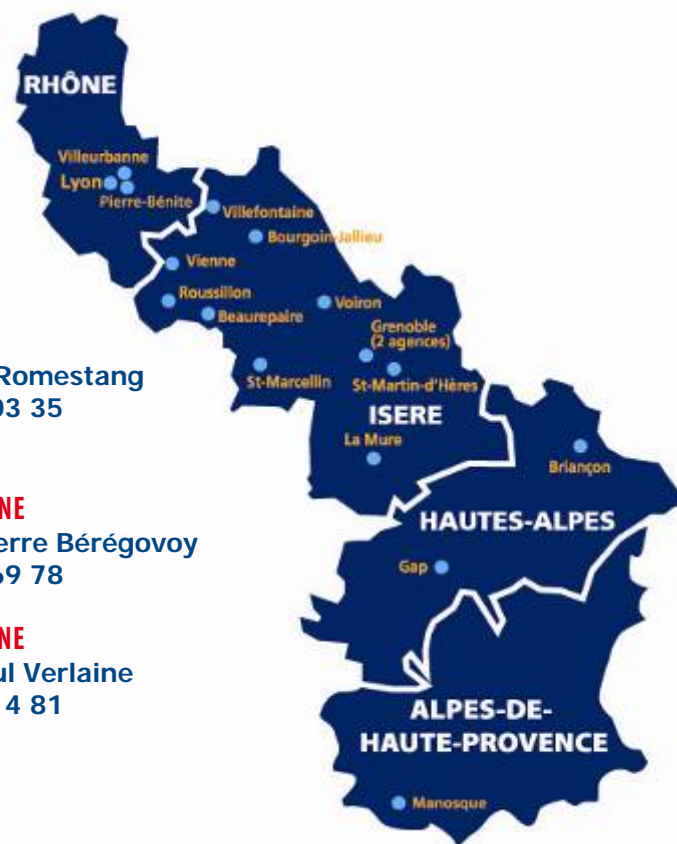 RHÔNE
Villeurbanne
Lyon
Pierre-Bénite
Villefontaine
Bourgoin-Jallieu
Vienne
Roussillon
Beaurepaire
Voiron
Grenoble
(2 agences)
St-Marcellin
St-Martin-d'Hères
ISERE
La Mure
Briançon
HAUTES-ALPES
Gap
ALPES-DE-
HAUTE-PROVENCE
Manosque
Romestang
03 35
NE
erre Bérégovoy
69 78
NE
ul Verlaine
14 81